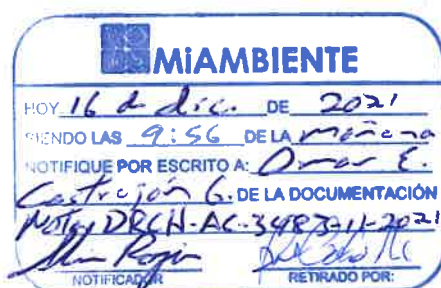 MiAMBIENTE
HOY 16 de dic. DE 2021
SIENDO LAS 9:56 DE LA mañana
NOTIFIQUE POR ESCRITO A: Omar E.
Castrejón G. DE LA DOCUMENTACIÓN
Nota, DRCH-AC-3487-11-2021
NOTIFICADOR RETIRADO POR: